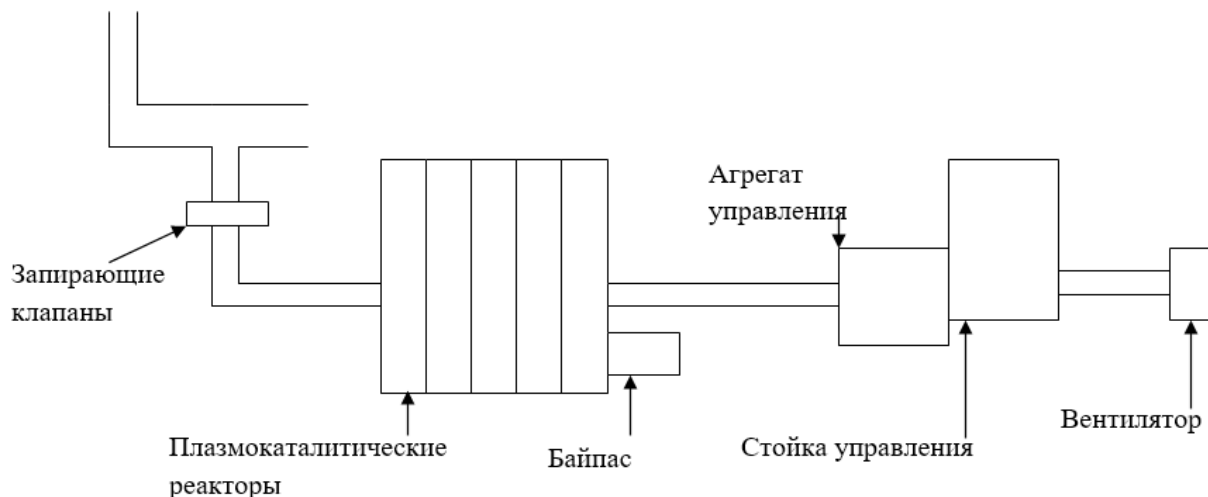 Агрегат
управления
Запирающие
клапаны
Плазмокаталитические
реакторы
Байпас
Стойка управления
Вентилятор